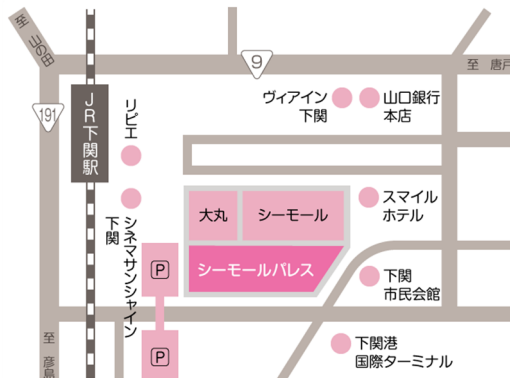 至 山の田
9
至 唐戸
191
JR下関駅
リピエ
ヴィアイン
下関
山口銀行
本店
シネマサンシャイン
下関
大丸
シーモール
スマイル
ホテル
シーモールパレス
P
下関
市民会館
至 彦島
P
下関港
国際ターミナル